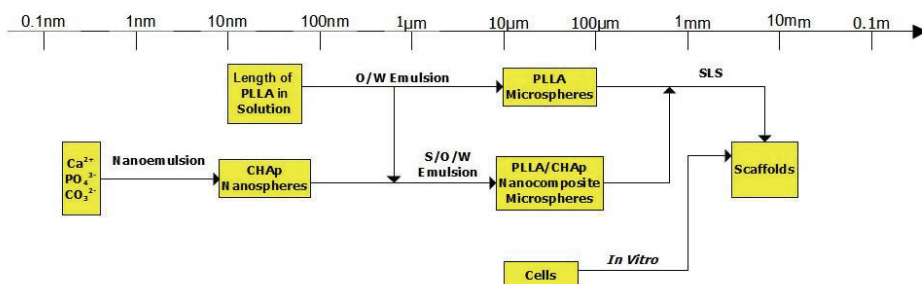 0.1nm 1nm 10nm 100nm 1μm 10μm 100μm 1mm 10mm 0.1m
Length of
PLLA in
Solution
O/W Emulsion
PLLA
Microspheres
SLS
Ca²⁺
PO₄³⁻
CO₃²⁻
Nanoemulsion
CHAp
Nanospheres
S/O/W
Emulsion
PLLA/CHAp
Nanocomposite
Microspheres
Scaffolds
Cells
In Vitro